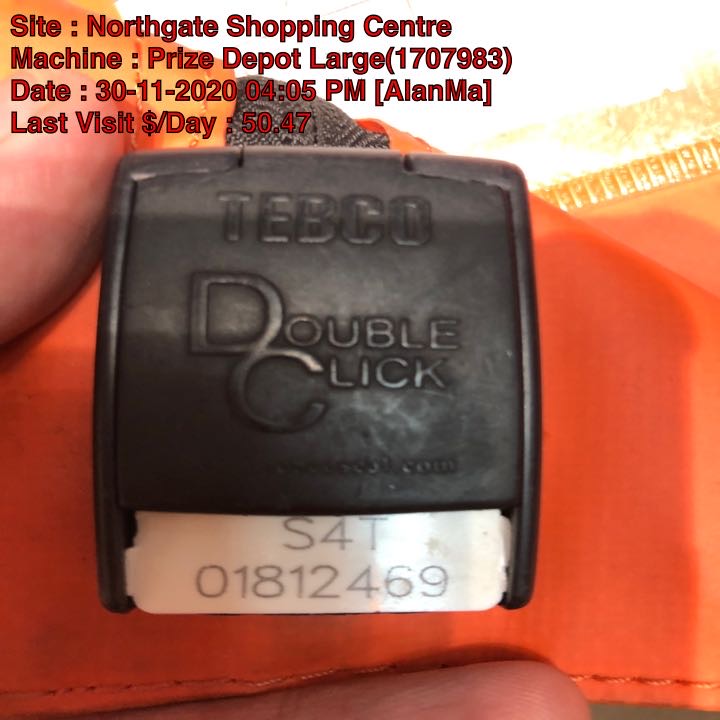 Site : Northgate Shopping Centre
Machine : Prize Depot Large(1707983)
Date : 30-11-2020 04:05 PM [AlanMa]
Last Visit $/Day : 50.47
TEBCO
DOUBLE
CLICK
S4T
01812469